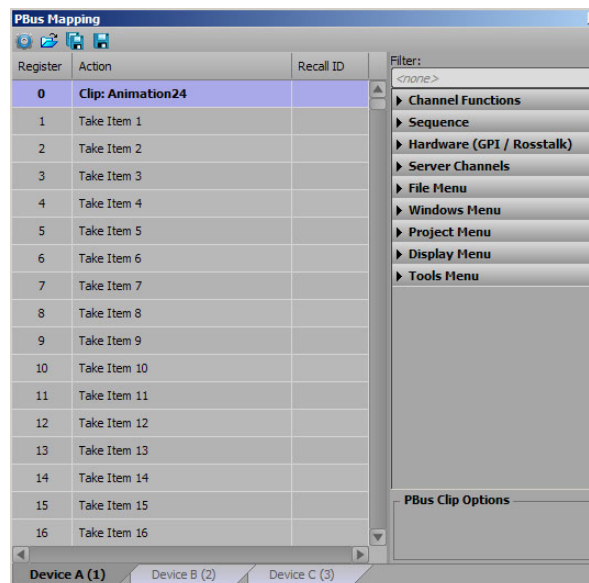 PBus Mapping
Register Action Recall ID
0 Clip: Animation24
1 Take Item 1
2 Take Item 2
3 Take Item 3
4 Take Item 4
5 Take Item 5
6 Take Item 6
7 Take Item 7
8 Take Item 8
9 Take Item 9
10 Take Item 10
11 Take Item 11
12 Take Item 12
13 Take Item 13
14 Take Item 14
15 Take Item 15
16 Take Item 16
Filter:
<none>
Channel Functions
Sequence
Hardware (GPI / Rosstalk)
Server Channels
File Menu
Windows Menu
Project Menu
Display Menu
Tools Menu
PBus Clip Options
Device A (1) Device B (2) Device C (3)